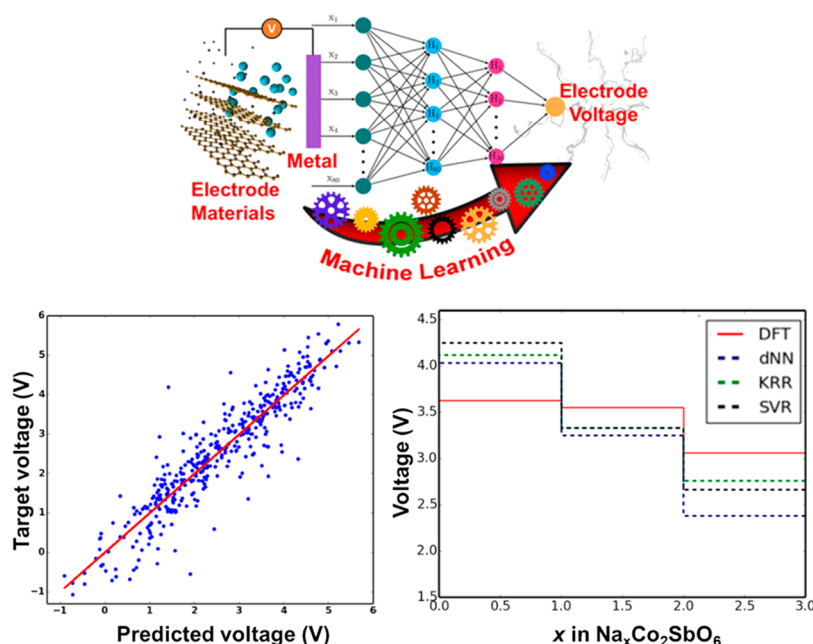 V
x₁
x₂
x₃
x₄
x₈₀
H₁
H₂
H₃
H₆₀
H₁
H₂
H₃₀
Electrode
Voltage
Metal
Electrode
Materials
Machine Learning
Target voltage (V)
6
5
4
3
2
1
0
−1
−1 0 1 2 3 4 5 6
Predicted voltage (V)
Voltage (V)
4.5
4.0
3.5
3.0
2.5
2.0
1.5
DFT
dNN
KRR
SVR
0.0 0.5 1.0 1.5 2.0 2.5 3.0
x in NaₓCo₂SbO₆